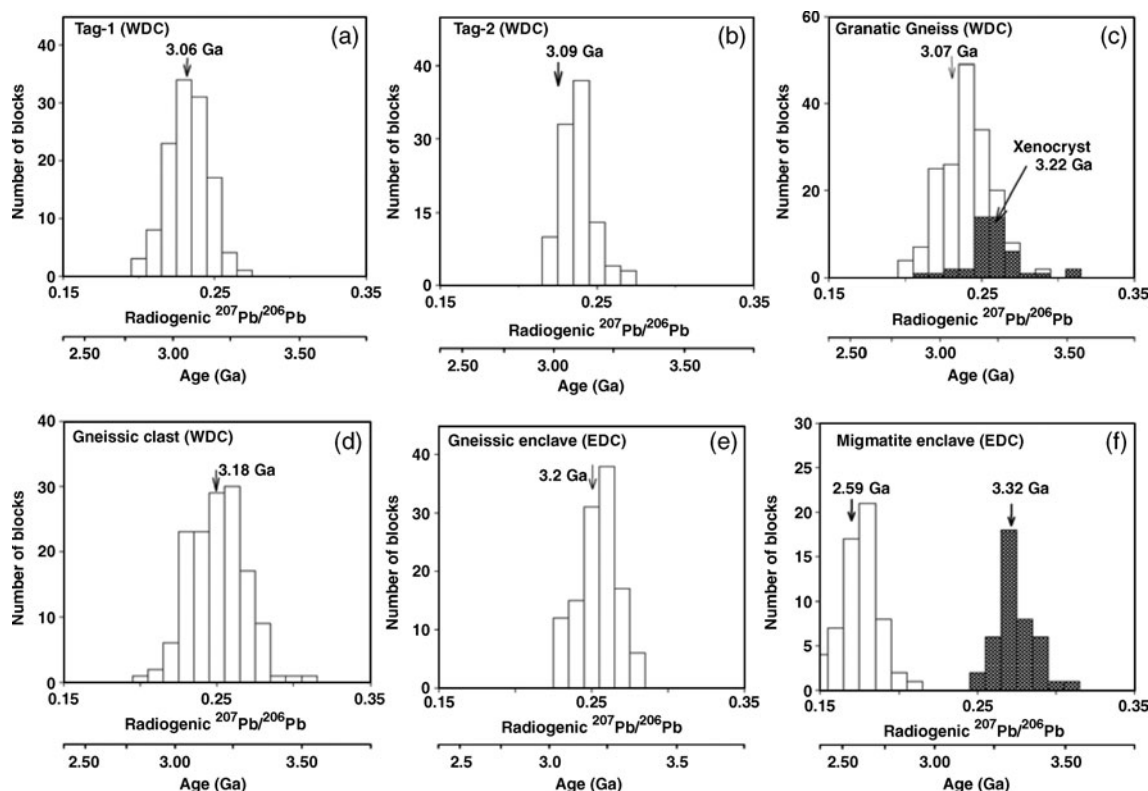 Tag-1 (WDC)
(a)
3.06 Ga
Number of blocks
40
30
20
10
0
0.15 0.25 0.35
Radiogenic ²⁰⁷Pb/²⁰⁶Pb
2.50 3.00 3.50
Age (Ga)
Tag-2 (WDC)
(b)
3.09 Ga
Number of blocks
45
30
15
0
0.15 0.25 0.35
Radiogenic ²⁰⁷Pb/²⁰⁶Pb
2.50 3.00 3.50
Age (Ga)
Granatic Gneiss (WDC)
(c)
3.07 Ga
Xenocryst
3.22 Ga
Number of blocks
60
40
20
0
0.15 0.25 0.35
Radiogenic ²⁰⁷Pb/²⁰⁶Pb
2.50 3.00 3.50
Age (Ga)
Gneissic clast (WDC)
(d)
3.18 Ga
Number of blocks
40
30
20
10
0
0.15 0.25 0.35
Radiogenic ²⁰⁷Pb/²⁰⁶Pb
2.50 3.00 3.50
Age (Ga)
Gneissic enclave (EDC)
(e)
3.2 Ga
Number of blocks
40
30
20
10
0
0.15 0.25 0.35
Radiogenic ²⁰⁷Pb/²⁰⁶Pb
2.5 3.0 3.5
Age (Ga)
Migmatite enclave (EDC)
(f)
2.59 Ga 3.32 Ga
Number of blocks
30
25
20
15
10
5
0
0.15 0.25 0.35
Radiogenic ²⁰⁷Pb/²⁰⁶Pb
2.50 3.00 3.50
Age (Ga)